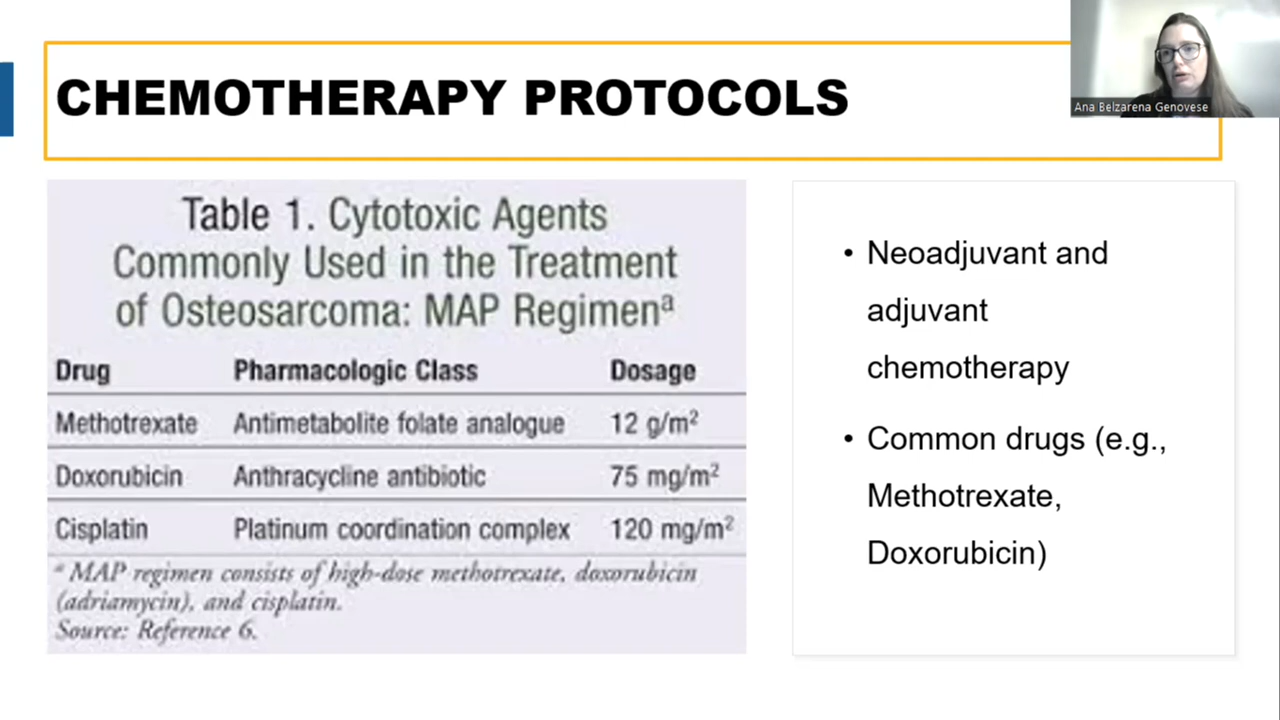 CHEMOTHERAPY PROTOCOLS
Ana Belzarena Genovese
Table 1. Cytotoxic Agents
Commonly Used in the Treatment
of Osteosarcoma: MAP Regimenᵃ
Drug Pharmacologic Class Dosage
Methotrexate Antimetabolite folate analogue 12 g/m²
Doxorubicin Anthracycline antibiotic 75 mg/m²
Cisplatin Platinum coordination complex 120 mg/m²
ᵃ MAP regimen consists of high-dose methotrexate, doxorubicin
(adriamycin), and cisplatin.
Source: Reference 6.
• Neoadjuvant and
adjuvant
chemotherapy
• Common drugs (e.g.,
Methotrexate,
Doxorubicin)